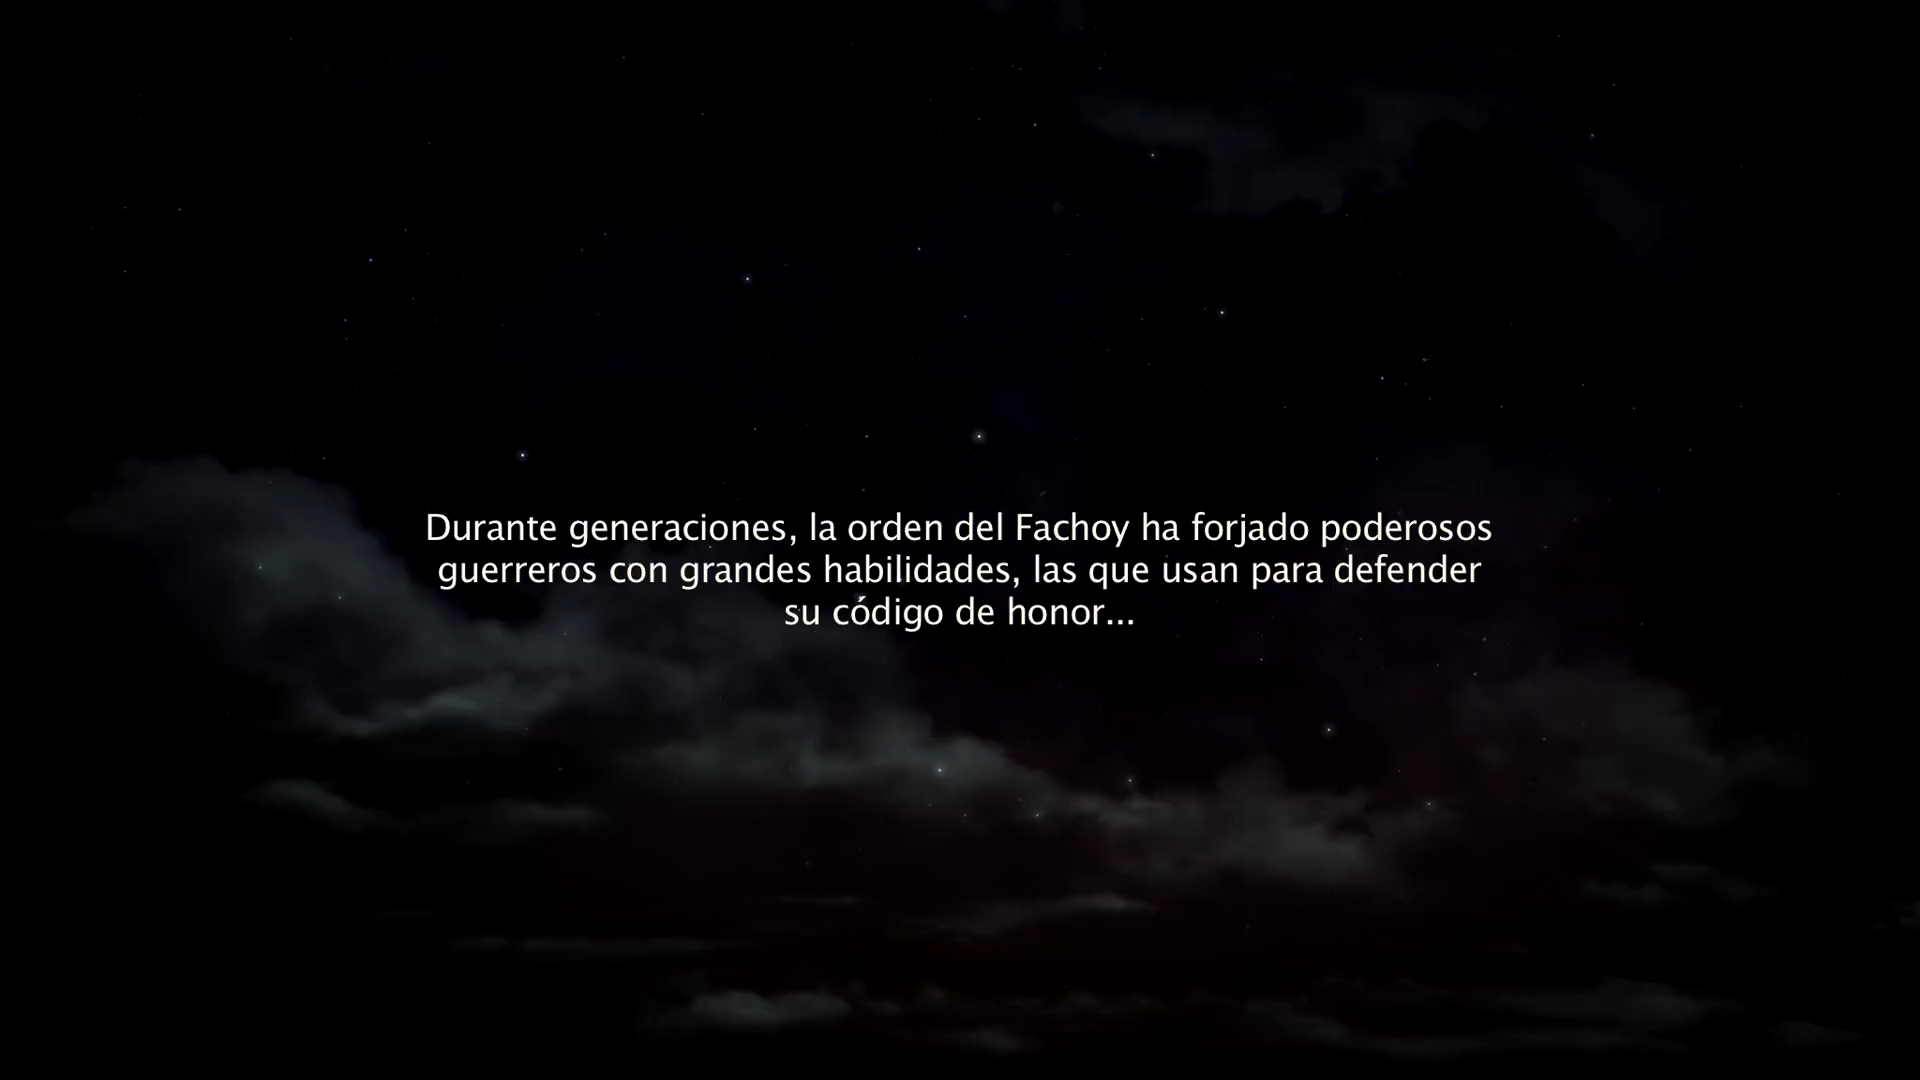 Durante generaciones, la orden del Fachoy ha forjado poderosos
guerreros con grandes habilidades, las que usan para defender
su código de honor...